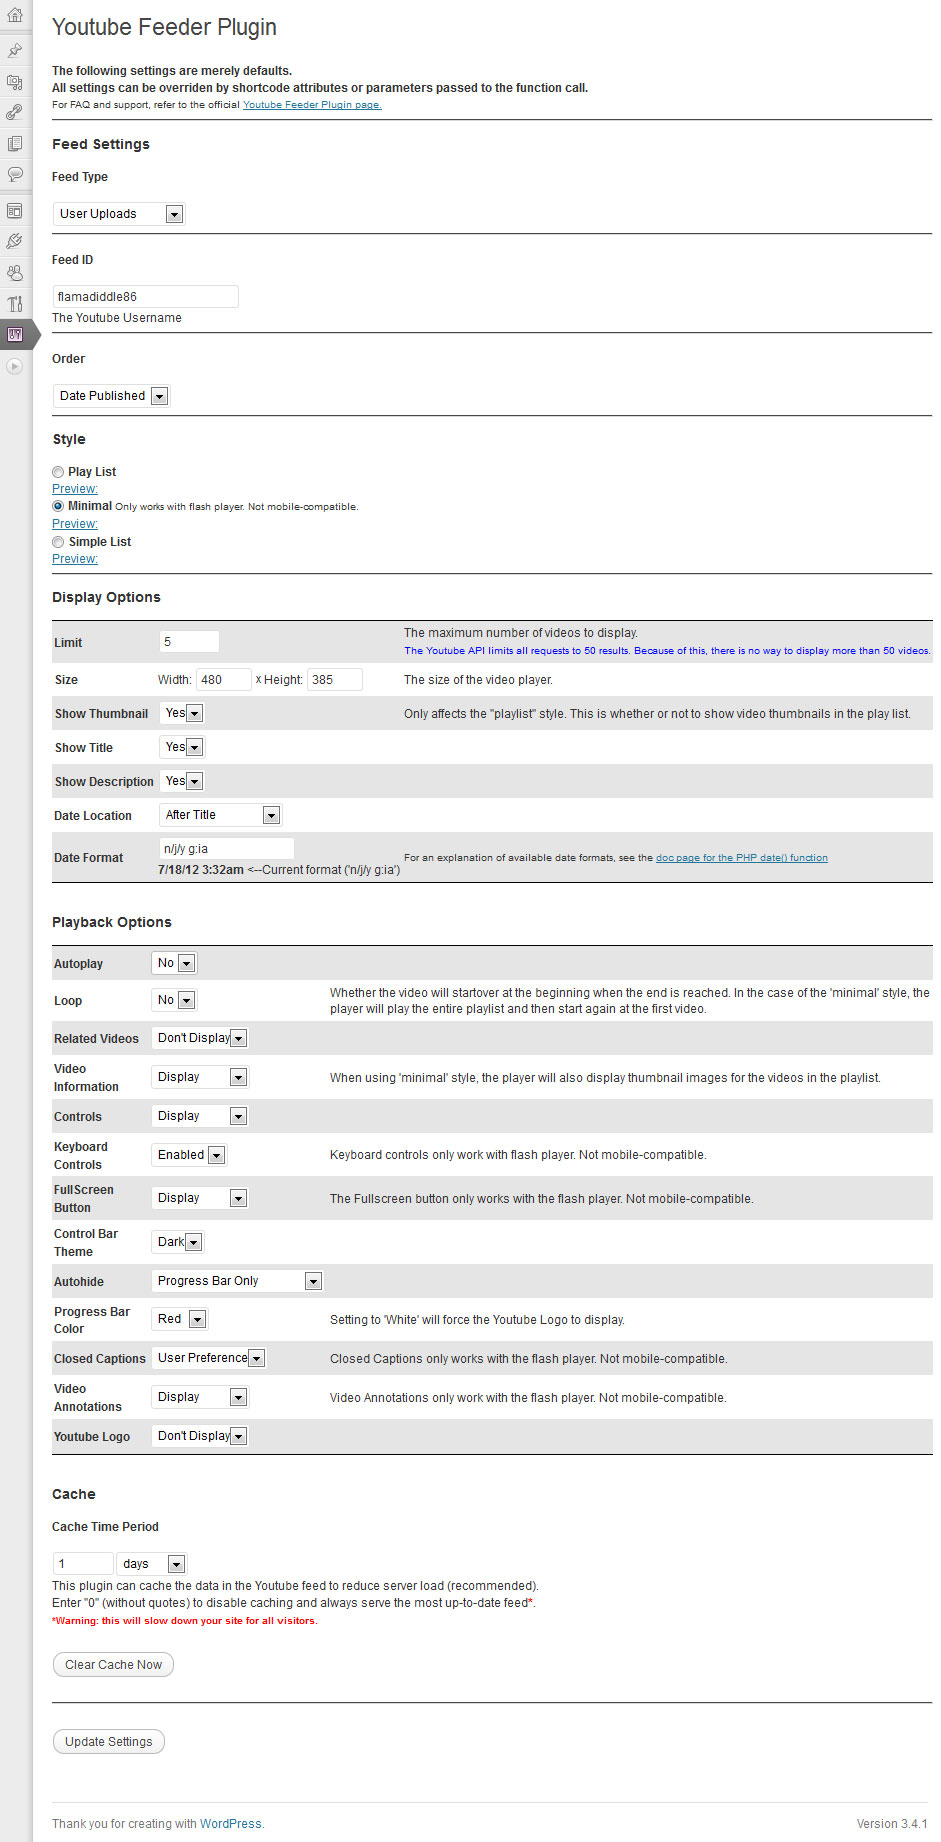 Youtube Feeder Plugin
The following settings are merely defaults.
All settings can be overriden by shortcode attributes or parameters passed to the function call.
For FAQ and support, refer to the official Youtube Feeder Plugin page.
Feed Settings
Feed Type
User Uploads
Feed ID
flamadiddle86
The Youtube Username
Order
Date Published
Style
Play List
Preview:
Minimal Only works with flash player. Not mobile-compatible.
Preview:
Simple List
Preview:
Display Options
Limit 5 The maximum number of videos to display.
The Youtube API limits all requests to 50 results. Because of this, there is no way to display more than 50 videos.
Size Width: 480 x Height: 385 The size of the video player.
Show Thumbnail Yes Only affects the "playlist" style. This is whether or not to show video thumbnails in the play list.
Show Title Yes
Show Description Yes
Date Location After Title
Date Format n/j/y g:ia
7/18/12 3:32am <--Current format ('n/j/y g:ia') For an explanation of available date formats, see the doc page for the PHP date() function
Playback Options
Autoplay No
Loop No Whether the video will startover at the beginning when the end is reached. In the case of the 'minimal' style, the
player will play the entire playlist and then start again at the first video.
Related Videos Don't Display
Video
Information Display When using 'minimal' style, the player will also display thumbnail images for the videos in the playlist.
Controls Display
Keyboard
Controls Enabled Keyboard controls only work with flash player. Not mobile-compatible.
FullScreen
Button Display The Fullscreen button only works with the flash player. Not mobile-compatible.
Control Bar
Theme Dark
Autohide Progress Bar Only
Progress Bar
Color Red Setting to 'White' will force the Youtube Logo to display.
Closed Captions User Preference Closed Captions only works with the flash player. Not mobile-compatible.
Video
Annotations Display Video Annotations only work with the flash player. Not mobile-compatible.
Youtube Logo Don't Display
Cache
Cache Time Period
1 days
This plugin can cache the data in the Youtube feed to reduce server load (recommended).
Enter "0" (without quotes) to disable caching and always serve the most up-to-date feed*.
*Warning: this will slow down your site for all visitors.
Clear Cache Now
Update Settings
Thank you for creating with WordPress. Version 3.4.1